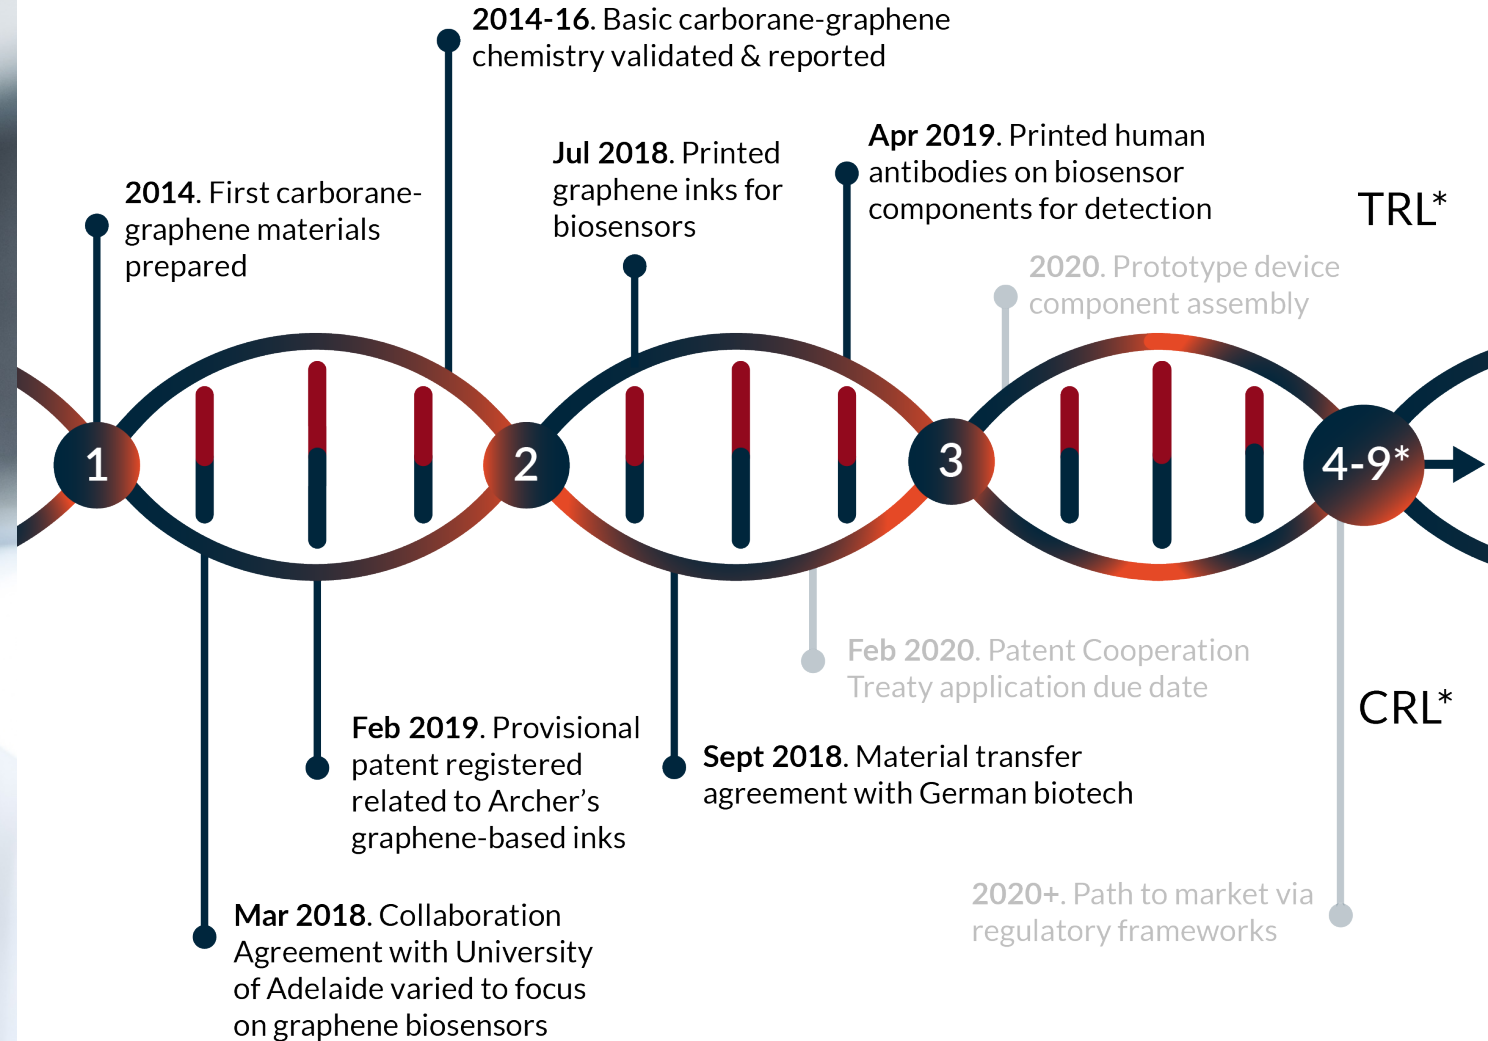 2014-16. Basic carborane-graphene
chemistry validated & reported
Jul 2018. Printed
graphene inks for
biosensors
Apr 2019. Printed human
antibodies on biosensor
components for detection
2014. First carborane-
graphene materials
prepared
TRL*
2020. Prototype device
component assembly
1
2
3
4-9*
Feb 2020. Patent Cooperation
Treaty application due date
CRL*
Feb 2019. Provisional
patent registered
related to Archer’s
graphene-based inks
Sept 2018. Material transfer
agreement with German biotech
2020+. Path to market via
regulatory frameworks
Mar 2018. Collaboration
Agreement with University
of Adelaide varied to focus
on graphene biosensors